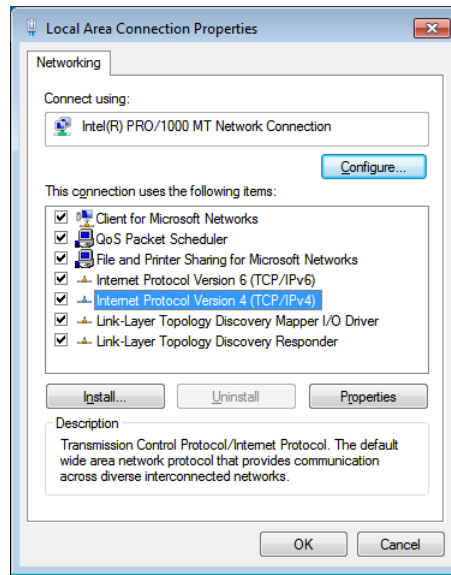 Local Area Connection Properties
Networking
Connect using:
Intel(R) PRO/1000 MT Network Connection
Configure...
This connection uses the following items:
Client for Microsoft Networks
QoS Packet Scheduler
File and Printer Sharing for Microsoft Networks
Internet Protocol Version 6 (TCP/IPv6)
Internet Protocol Version 4 (TCP/IPv4)
Link-Layer Topology Discovery Mapper I/O Driver
Link-Layer Topology Discovery Responder
Install...
Uninstall
Properties
Description
Transmission Control Protocol/Internet Protocol. The default
wide area network protocol that provides communication
across diverse interconnected networks.
OK
Cancel